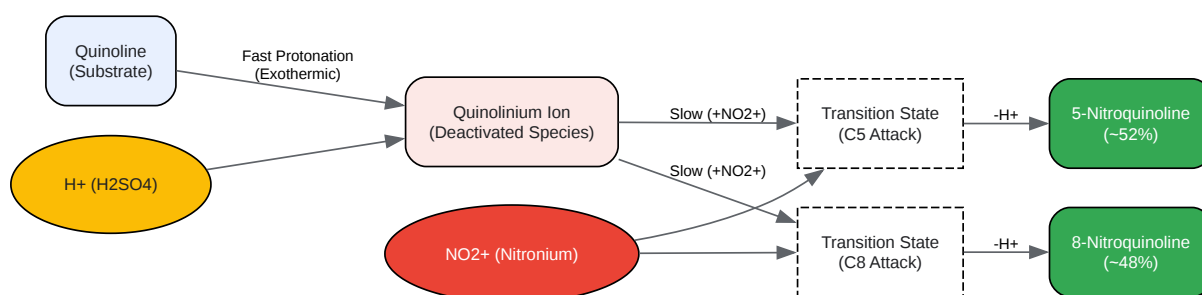 Quinoline
(Substrate)
Fast Protonation
(Exothermic)
H+ (H2SO4)
Quinolinium Ion
(Deactivated Species)
NO2+ (Nitronium)
Slow (+NO2+)
Slow (+NO2+)
Transition State
(C5 Attack)
-H+
5-Nitroquinoline
(~52%)
Transition State
(C8 Attack)
-H+
8-Nitroquinoline
(~48%)